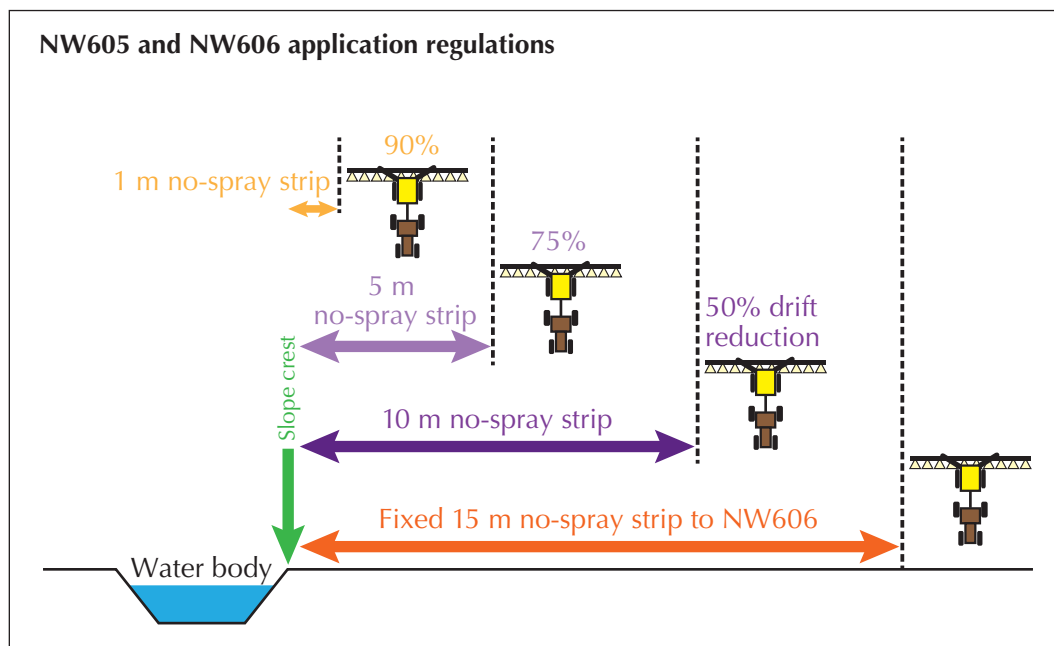 NW605 and NW606 application regulations
90%
1 m no-spray strip
75%
5 m
no-spray strip
50% drift
reduction
Slope crest
10 m no-spray strip
Fixed 15 m no-spray strip to NW606
Water body